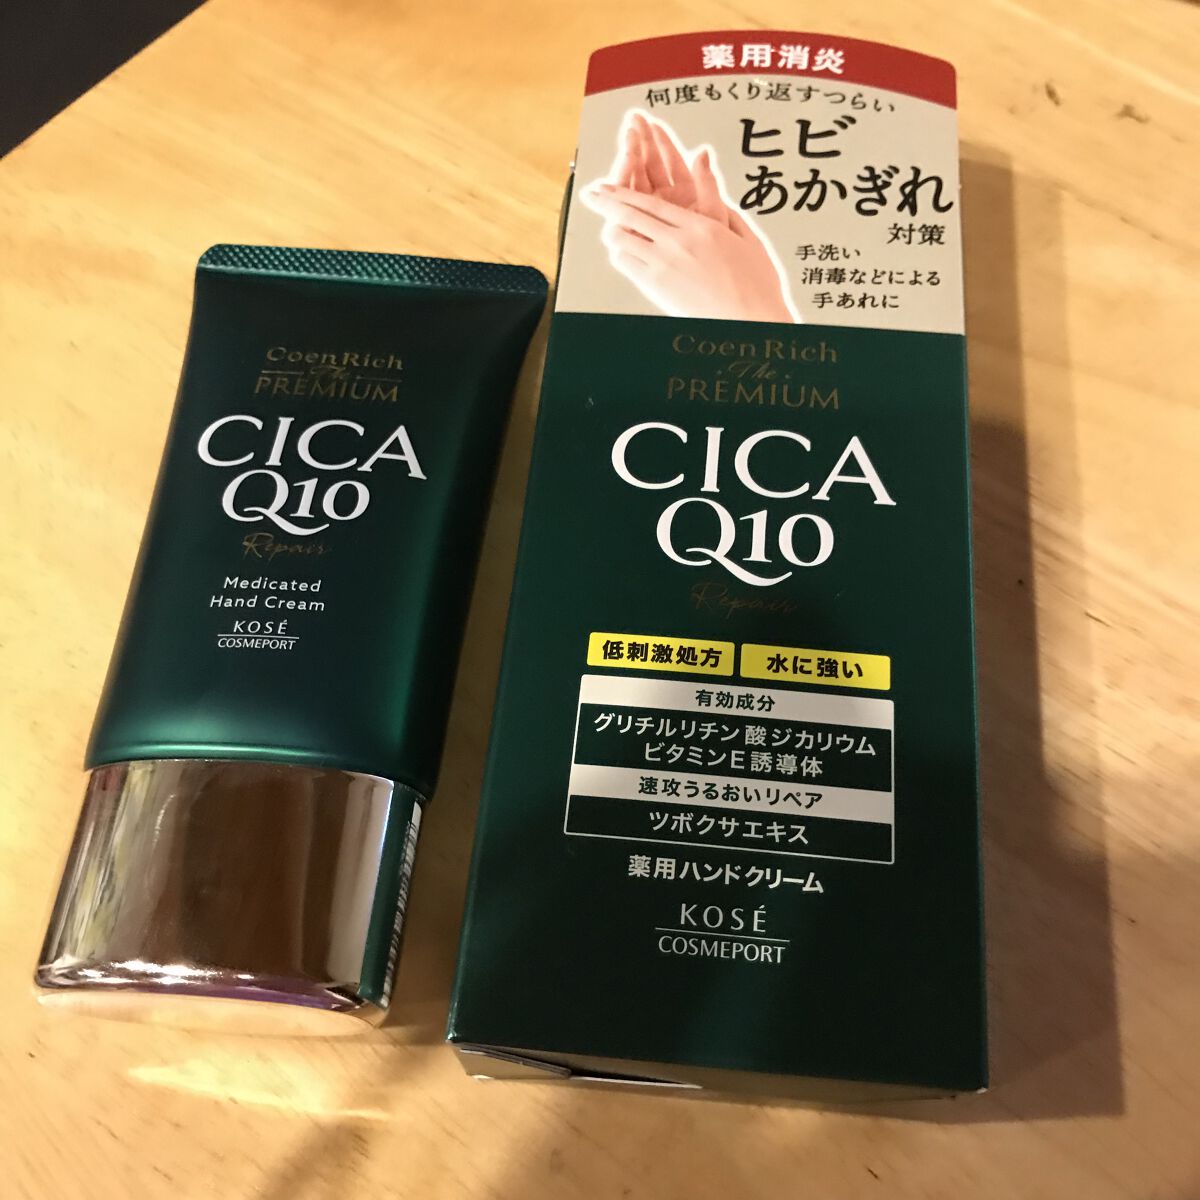 Coen Rich
The
PREMIUM
CICA
Q10
Repair
Medicated
Hand Cream
KOSÉ
COSMEPORT
薬用消炎
何度もくり返すつらい
ヒビ
あかぎれ
対策
手洗い
消毒などによる
手あれに
Coen Rich
The
PREMIUM
CICA
Q10
Repair
低刺激処方 水に強い
有効成分
グリチルリチン酸ジカリウム
ビタミンE誘導体
速攻うるおいリペア
ツボクサエキス
薬用ハンドクリーム
KOSÉ
COSMEPORT